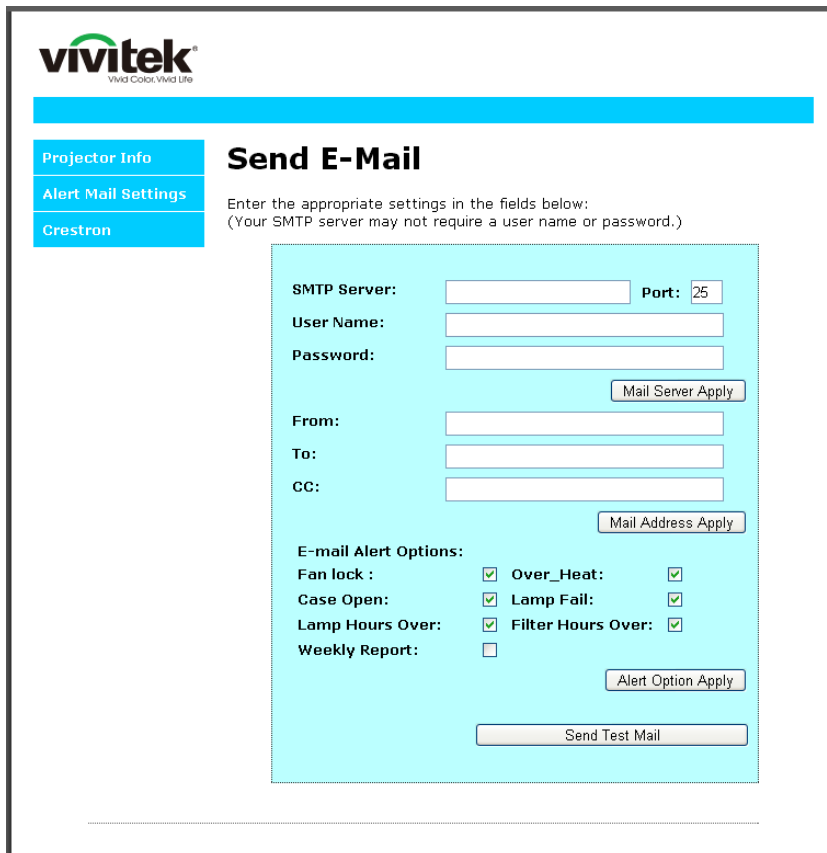 vivitek®
Vivid Color, Vivid Life
Projector Info
Alert Mail Settings
Crestron
Send E-Mail
Enter the appropriate settings in the fields below:
(Your SMTP server may not require a user name or password.)
SMTP Server: Port: 25
User Name:
Password:
Mail Server Apply
From:
To:
CC:
Mail Address Apply
E-mail Alert Options:
Fan lock : Over_Heat:
Case Open: Lamp Fail:
Lamp Hours Over: Filter Hours Over:
Weekly Report:
Alert Option Apply
Send Test Mail